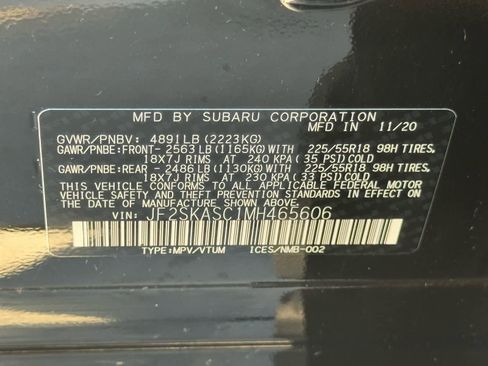 MFD BY SUBARU CORPORATION
GVWR/PNBV: 4891LB(2223KG) MFD IN 11/20
GAWR/PNBE:FRONT- 2563LB(1165KG)WITH 225/55R18 98H TIRES,
18X7J RIMS AT 240 KPA(35 PSI)COLD
GAWR/PNBE:REAR - 2486LB(1130KG)WITH 225/55R18 98H TIRES,
18X7J RIMS AT 230 KPA(33 PSI)COLD
THIS VEHICLE CONFORMS TO ALL APPLICABLE FEDERAL MOTOR
VEHICLE SAFETY AND THEFT PREVENTION STANDARDS IN EFFECT
ON THE DATE OF MANUFACTURE SHOWN ABOVE.
VIN: JF2SKASC1MH465606
TYPE:MPV/VTUM ICES/NMB-002